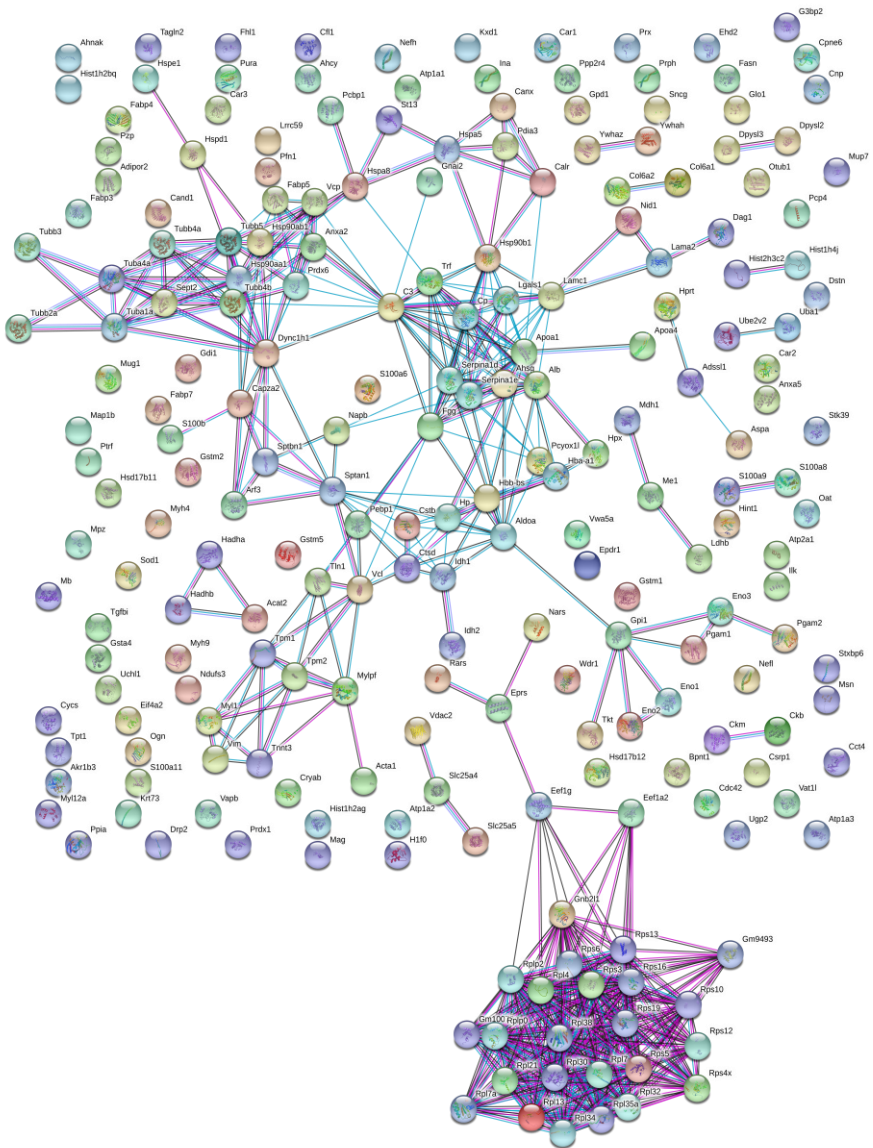 G3bp2
Ahnak
Tagln2
Fhl1
Cfl1
Nefh
Kxd1
Car1
Prx
Ehd2
Cpne6
Hist1h2bq
Hspe1
Pura
Ahcy
Atp1a1
Ina
Ppp2r4
Prph
Fasn
Cnp
Fabp4
Car3
Pcbp1
St13
Canx
Gpd1
Sncg
Glo1
Pzp
Hspd1
Lrrc59
Hspa5
Pdia3
Ywhaz
Ywhah
Dpysl3
Dpysl2
Adipor2
Pfn1
Hspa8
Gnai2
Calr
Col6a2
Col6a1
Otub1
Mup7
Fabp3
Cand1
Fabp5
Vcp
Nid1
Pcp4
Tubb3
Tubb4a
Tubb5
Hsp90ab1
Anxa2
Hsp90b1
Lama2
Dag1
Hist2h3c2
Hist1h4j
Tuba4a
Hsp90aa1
Prdx6
C3
Trf
Lgals1
Lamc1
Dstn
Sept2
Tubb4b
Cp
Hprt
Tubb2a
Tuba1a
Dync1h1
Apoa1
Apoa4
Ube2v2
Uba1
Mug1
Gdi1
S100a6
Serpina1d
Ahsg
Alb
Adssl1
Car2
Serpina1e
Anxa5
Fabp7
Capza2
Napb
Fgg
Mdh1
Aspa
Map1b
S100b
Pcyox1l
Hpx
Stk39
Ptrf
Gstm2
Sptbn1
Hba-a1
Me1
S100a9
S100a8
Hsd17b11
Arf3
Sptan1
Hbb-bs
Hint1
Oat
Myh4
Pebp1
Cstb
Hp
Aldoa
Vwa5a
Ldhb
Atp2a1
Mpz
Sod1
Hadha
Gstm5
Tln1
Vcl
Ctsd
Idh1
Epdr1
Ilk
Mb
Hadhb
Acat2
Gstm1
Eno3
Tgfbi
Nars
Gpi1
Pgam1
Pgam2
Gsta4
Myh9
Tpm1
Idh2
Stxbp6
Uchl1
Ndufs3
Tpm2
Mylpf
Rars
Wdr1
Eno1
Nefl
Msn
Cycs
Eif4a2
Myl1
Eprs
Tkt
Eno2
Tpt1
Ogn
Vim
Tnnt3
Vdac2
Ckm
Ckb
Cct4
Akr1b3
S100a11
Cryab
Acta1
Slc25a4
Hsd17b12
Bpnt1
Csrp1
Myl12a
Krt73
Vapb
Hist1h2ag
Atp1a2
Eef1g
Eef1a2
Cdc42
Vat1l
Ppia
Drp2
Prdx1
Mag
H1f0
Slc25a5
Ugp2
Atp1a3
Gnb2l1
Rps13
Gm9493
Rplp2
Rps6
Rps16
Rpl4
Rps3
Rps10
Gm100
Rplp0
Rpl38
Rps19
Rps12
Rpl21
Rpl30
Rpl7
Rps5
Rps4x
Rpl7a
Rpl13
Rpl34
Rpl35a
Rpl32